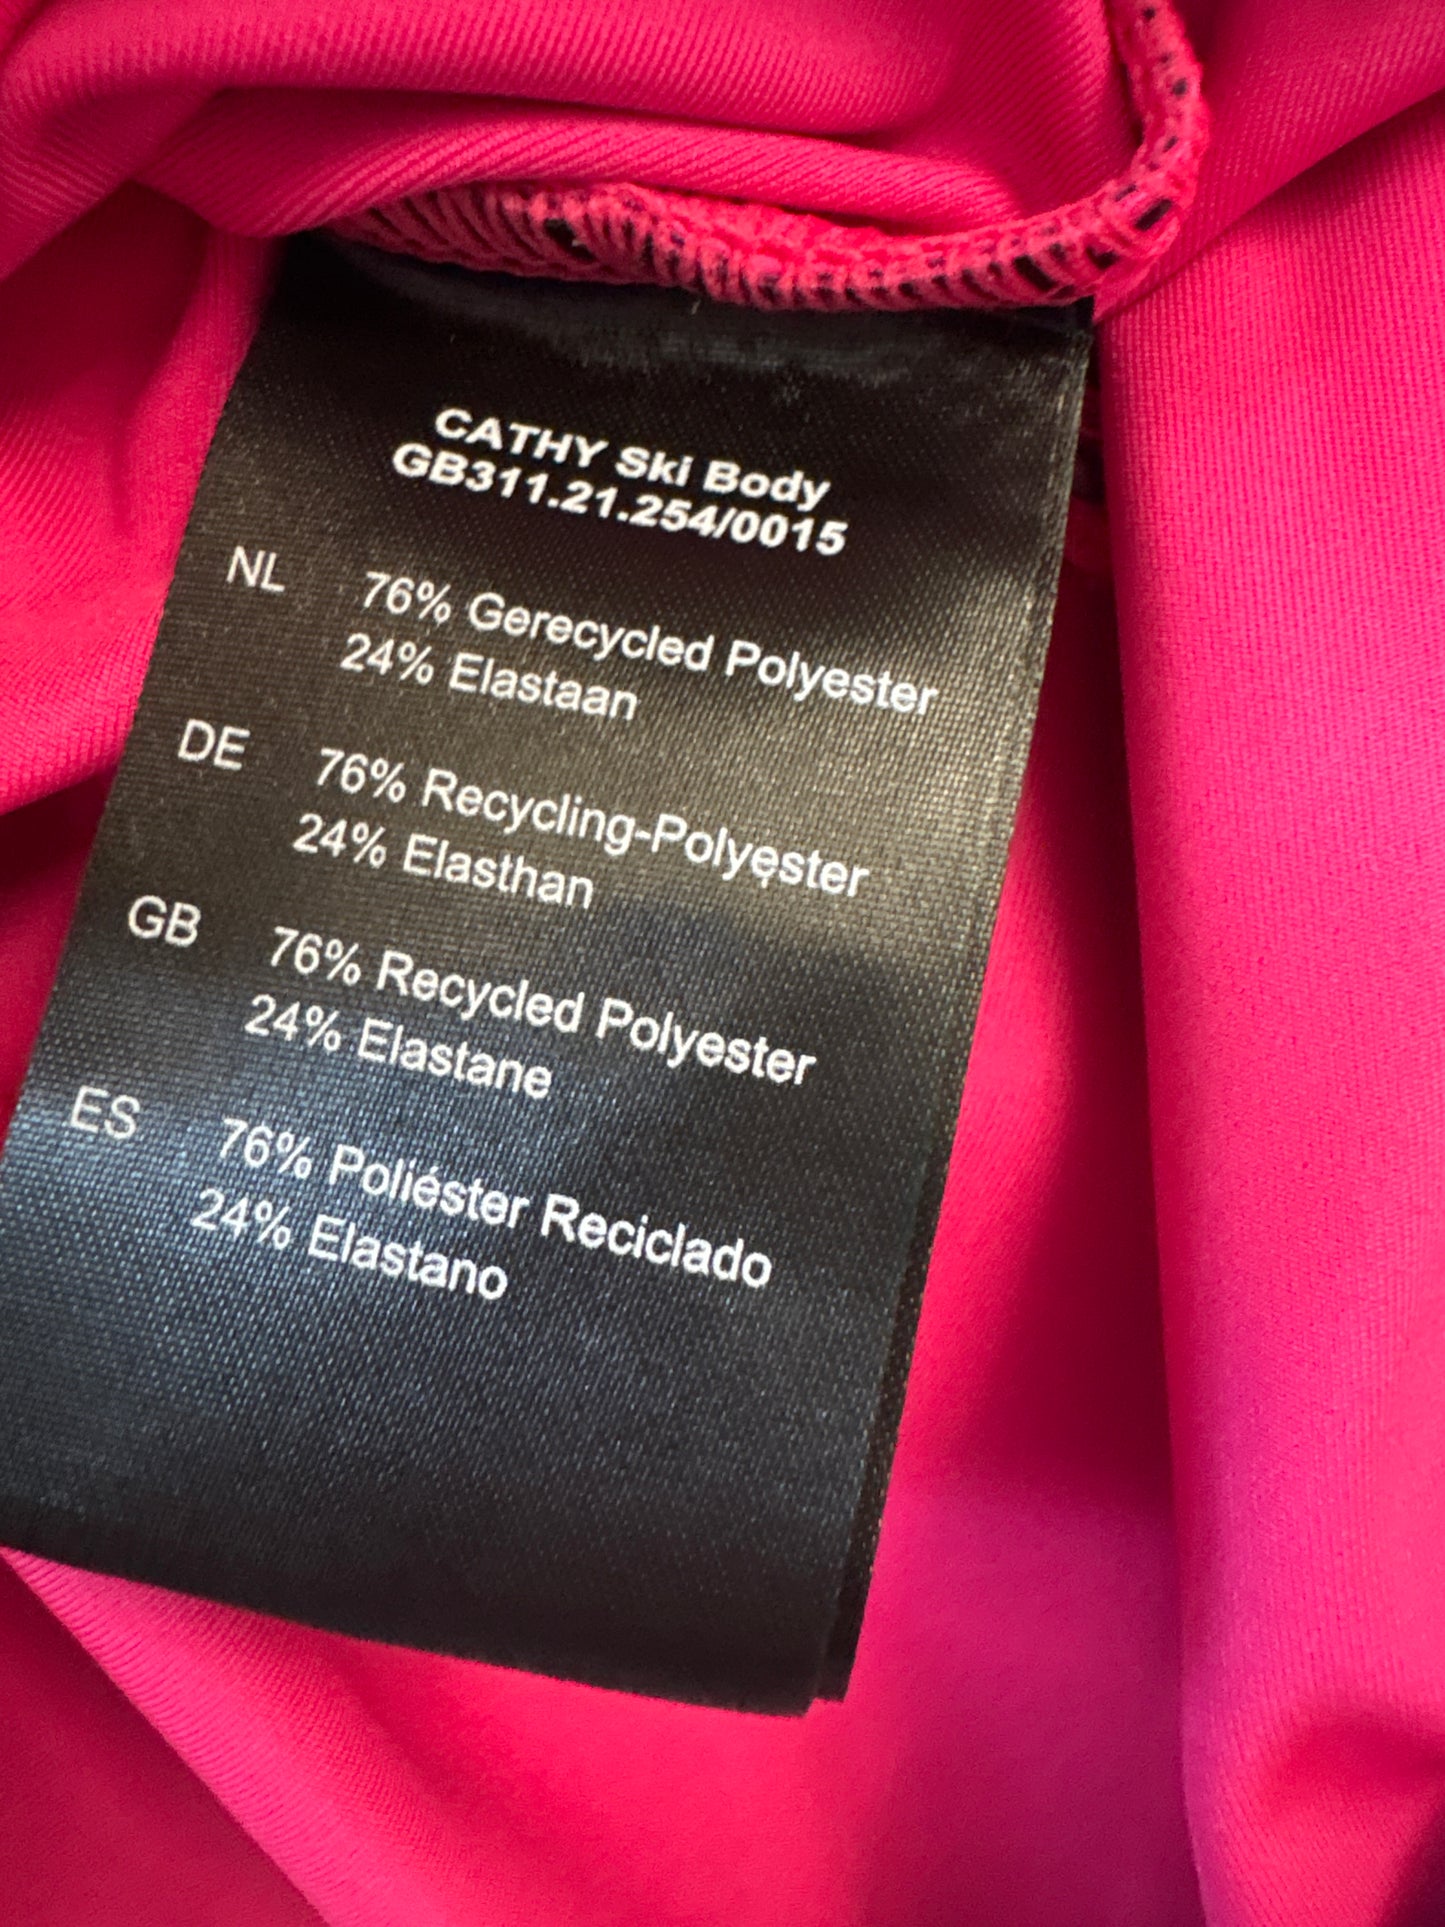 CATHY Ski Body
GB311.21.254/0015
NL 76% Gerecycled Polyester
24% Elastaan
DE 76% Recycling-Polyester
24% Elasthan
GB 76% Recycled Polyester
24% Elastane
ES 76% Poliéster Reciclado
24% Elastano